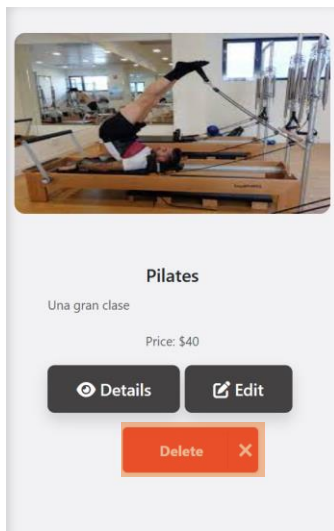 Pilates
Una gran clase
Price: $40
Details
Edit
Delete ×